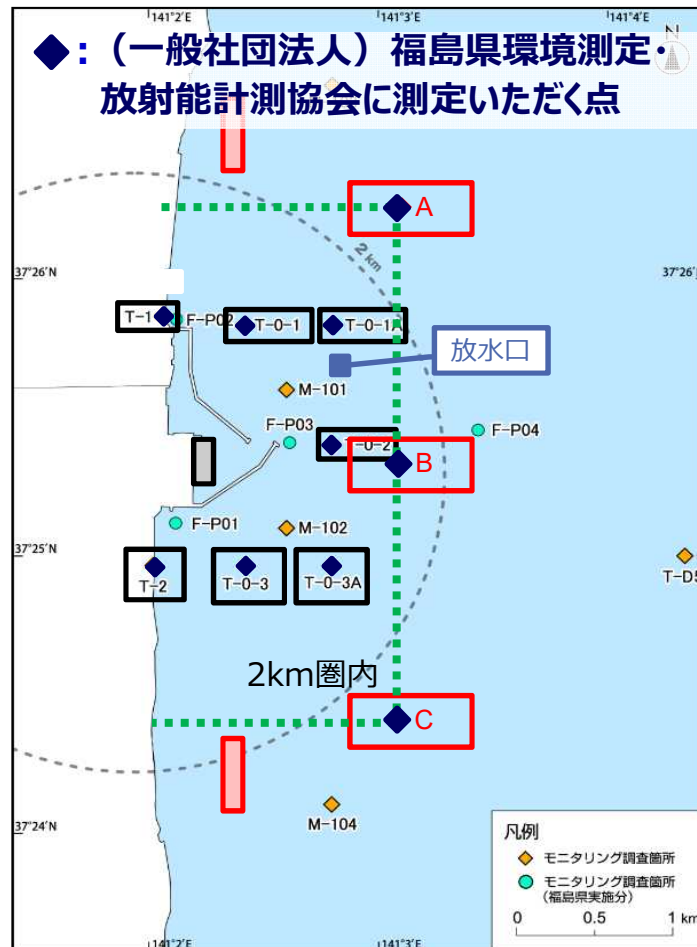 141°2'E 141°3'E 141°4'E
N
◆:（一般社団法人）福島県環境測定・
放射能計測協会に測定いただく点
A
2 km
37°26'N 37°26'
T-1 F-P02 T-0-1 T-0-1A
放水口
M-101
F-P03 T-0-2 F-P04
B
F-P01 M-102
37°25'N
T-2 T-0-3 T-0-3A T-D5
2km圏内
C
37°24'N
M-104
凡例
モニタリング調査箇所
モニタリング調査箇所
(福島県実施分)
0 0.5 1 km
141°2'E 141°3'E